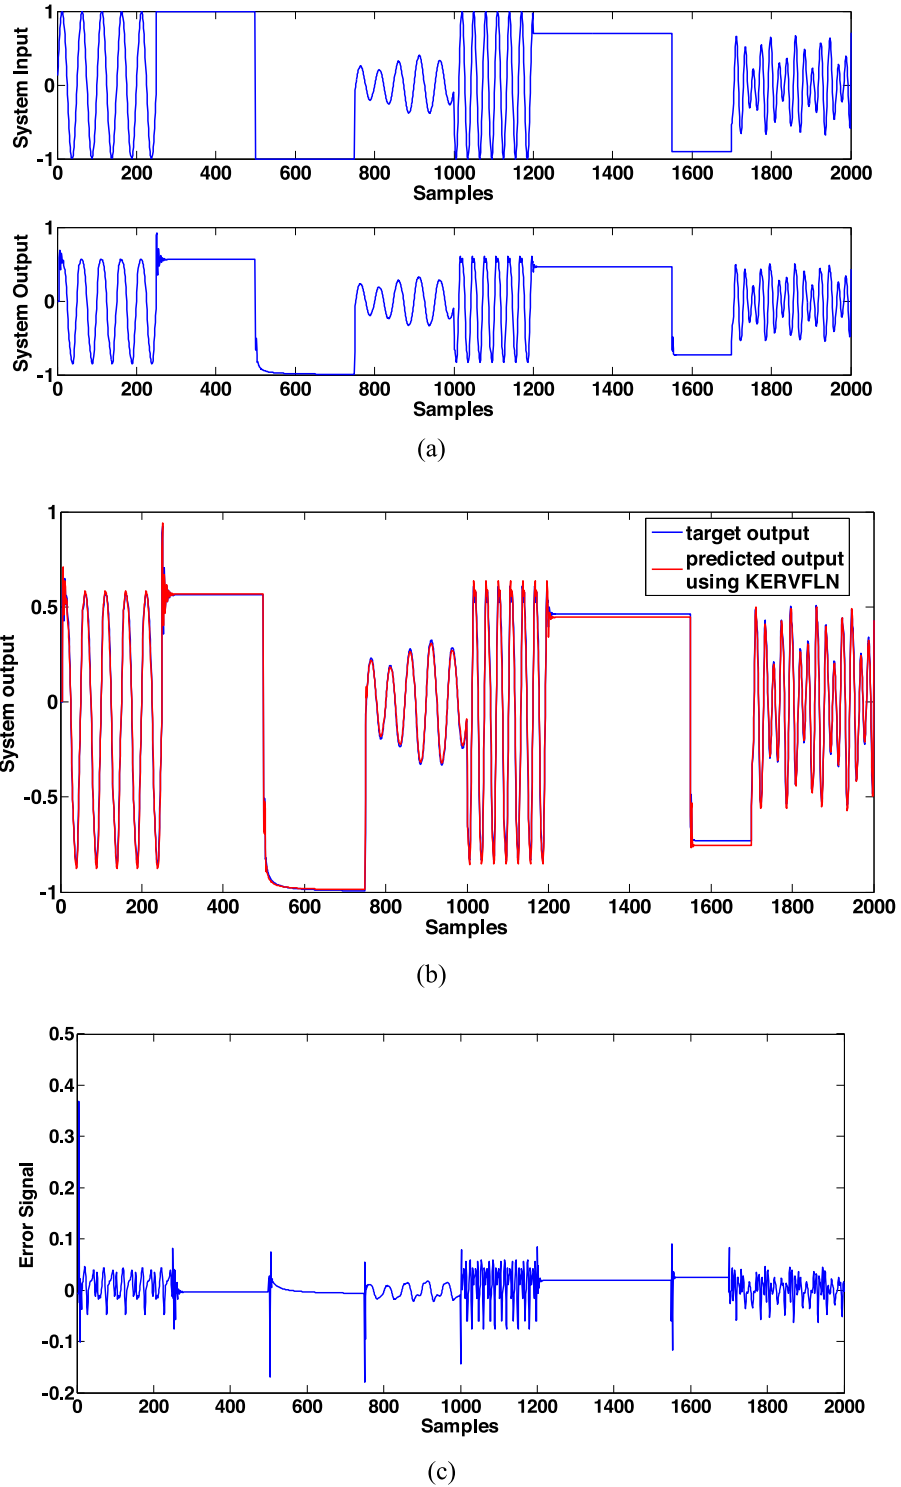 1
0
-1
System Input
0 200 400 600 800 1000 1200 1400 1600 1800 2000
Samples
1
0
-1
System Output
0 200 400 600 800 1000 1200 1400 1600 1800 2000
Samples
(a)
1
0.5
0
-0.5
-1
System output
target output
predicted output
using KERVFLN
0 200 400 600 800 1000 1200 1400 1600 1800 2000
Samples
(b)
0.5
0.4
0.3
0.2
0.1
0
-0.1
-0.2
Error Signal
0 200 400 600 800 1000 1200 1400 1600 1800 2000
Samples
(c)